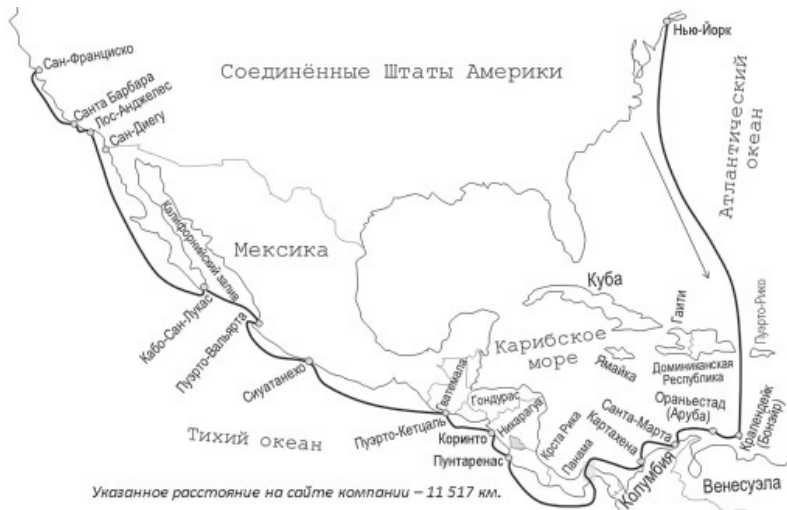 Нью-Йорк
Сан-Франциско
Соединённые Штаты Америки
Санта Барбара
Лос-Анджелес
Сан-Диегу
Атлантический
океан
Калифорнийский залив
Мексика
Куба
Гаити
Пуэрто-Рико
Кабо-Сан-Лукас
Пуэрто-Вальярта
Карибское
море
Ямайка
Доминиканская
Республика
Сиуатанехо
Гватемала
Гондурас
Никарагуа
Ораньестад
(Аруба)
Кралендейк
(Бонэйр)
Санта-Марта
Картахена
Тихий океан
Пуэрто-Кетцаль
Коринто
Пунтаренас
Коста Рика
Панама
Колумбия
Венесуэла
Указанное расстояние на сайте компании – 11 517 км.